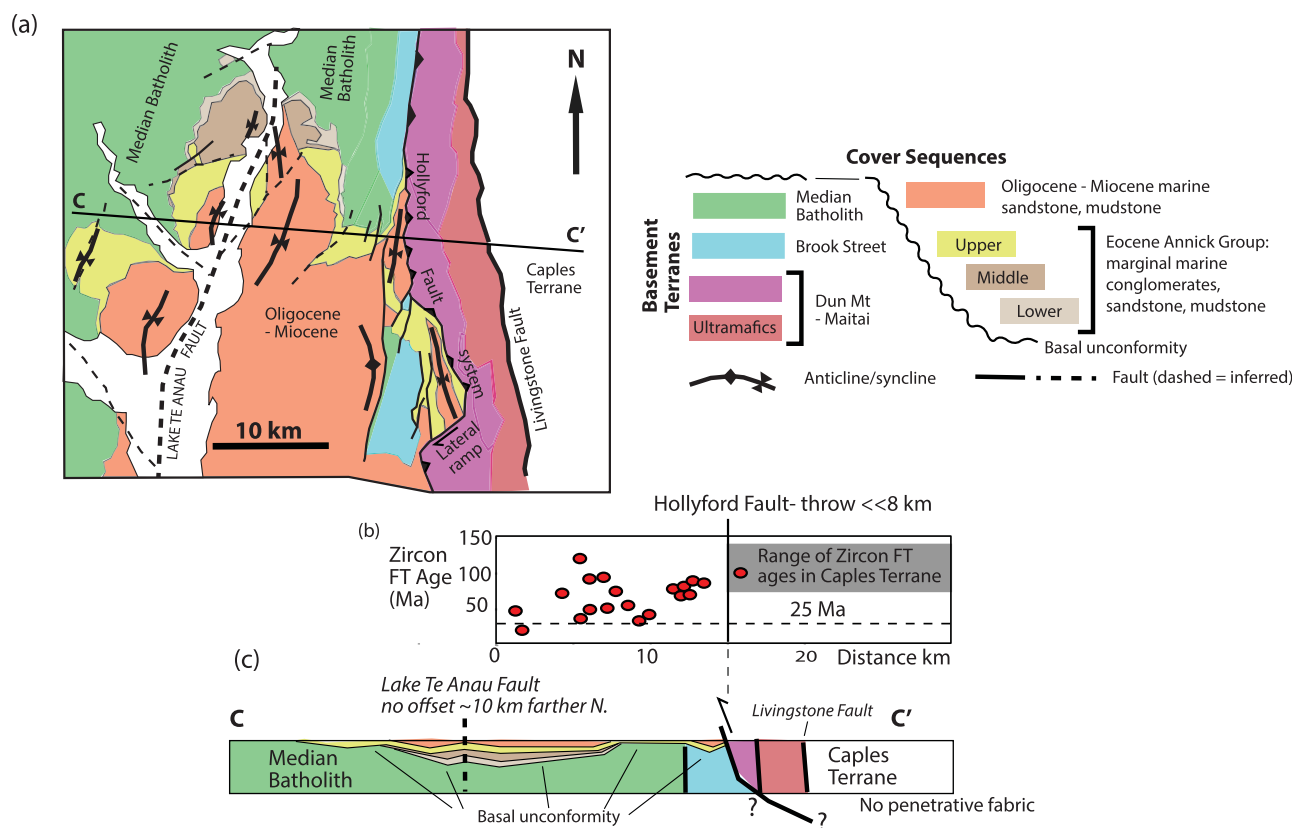 (a)
N
Median Batholith
Median
Batholith
Hollyford
Fault
system
C
C’
Caples
Terrane
Oligocene
- Miocene
LAKE TE ANAU FAULT
10 km
Lateral
ramp
Livingstone Fault
Cover Sequences
Basement
Terranes
Median
Batholith
Brook Street
Ultramafics
Dun Mt
- Maitai
Oligocene - Miocene marine
sandstone, mudstone
Upper
Middle
Lower
Eocene Annick Group:
marginal marine
conglomerates,
sandstone, mudstone
Basal unconformity
Anticline/syncline
Fault (dashed = inferred)
Hollyford Fault- throw <<8 km
(b)
Zircon
FT Age
(Ma)
150
100
50
Range of Zircon FT
ages in Caples Terrane
25 Ma
0
10
20
Distance km
(c)
Lake Te Anau Fault
no offset ~10 km farther N.
Livingstone Fault
C
C’
Median
Batholith
Basal unconformity
Caples
Terrane
?
?
No penetrative fabric